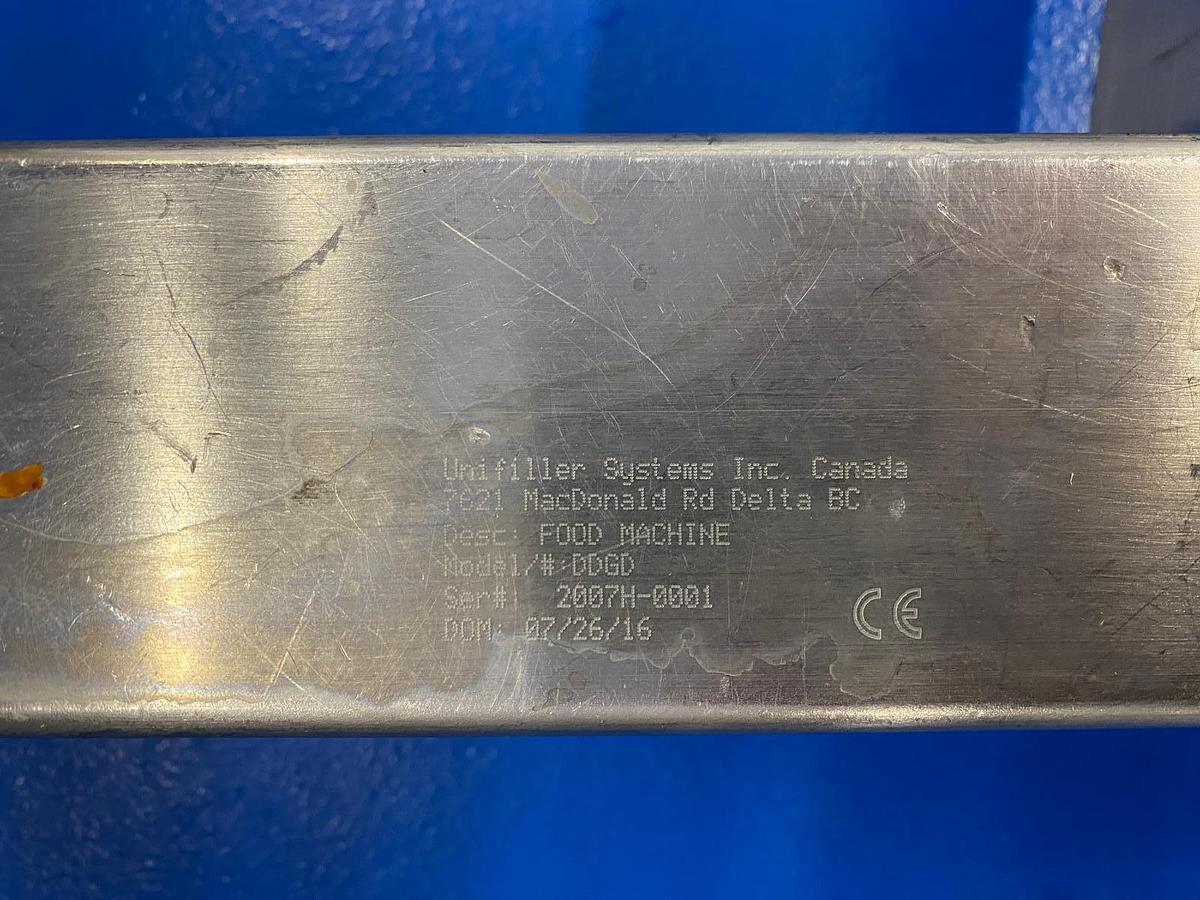 Unifiller Systems Inc. Canada
7621 MacDonald Rd Delta BC
Desc: FOOD MACHINE
Model/#:DDGD
Ser#: 2007H-0001
DOM: 07/26/16
CE